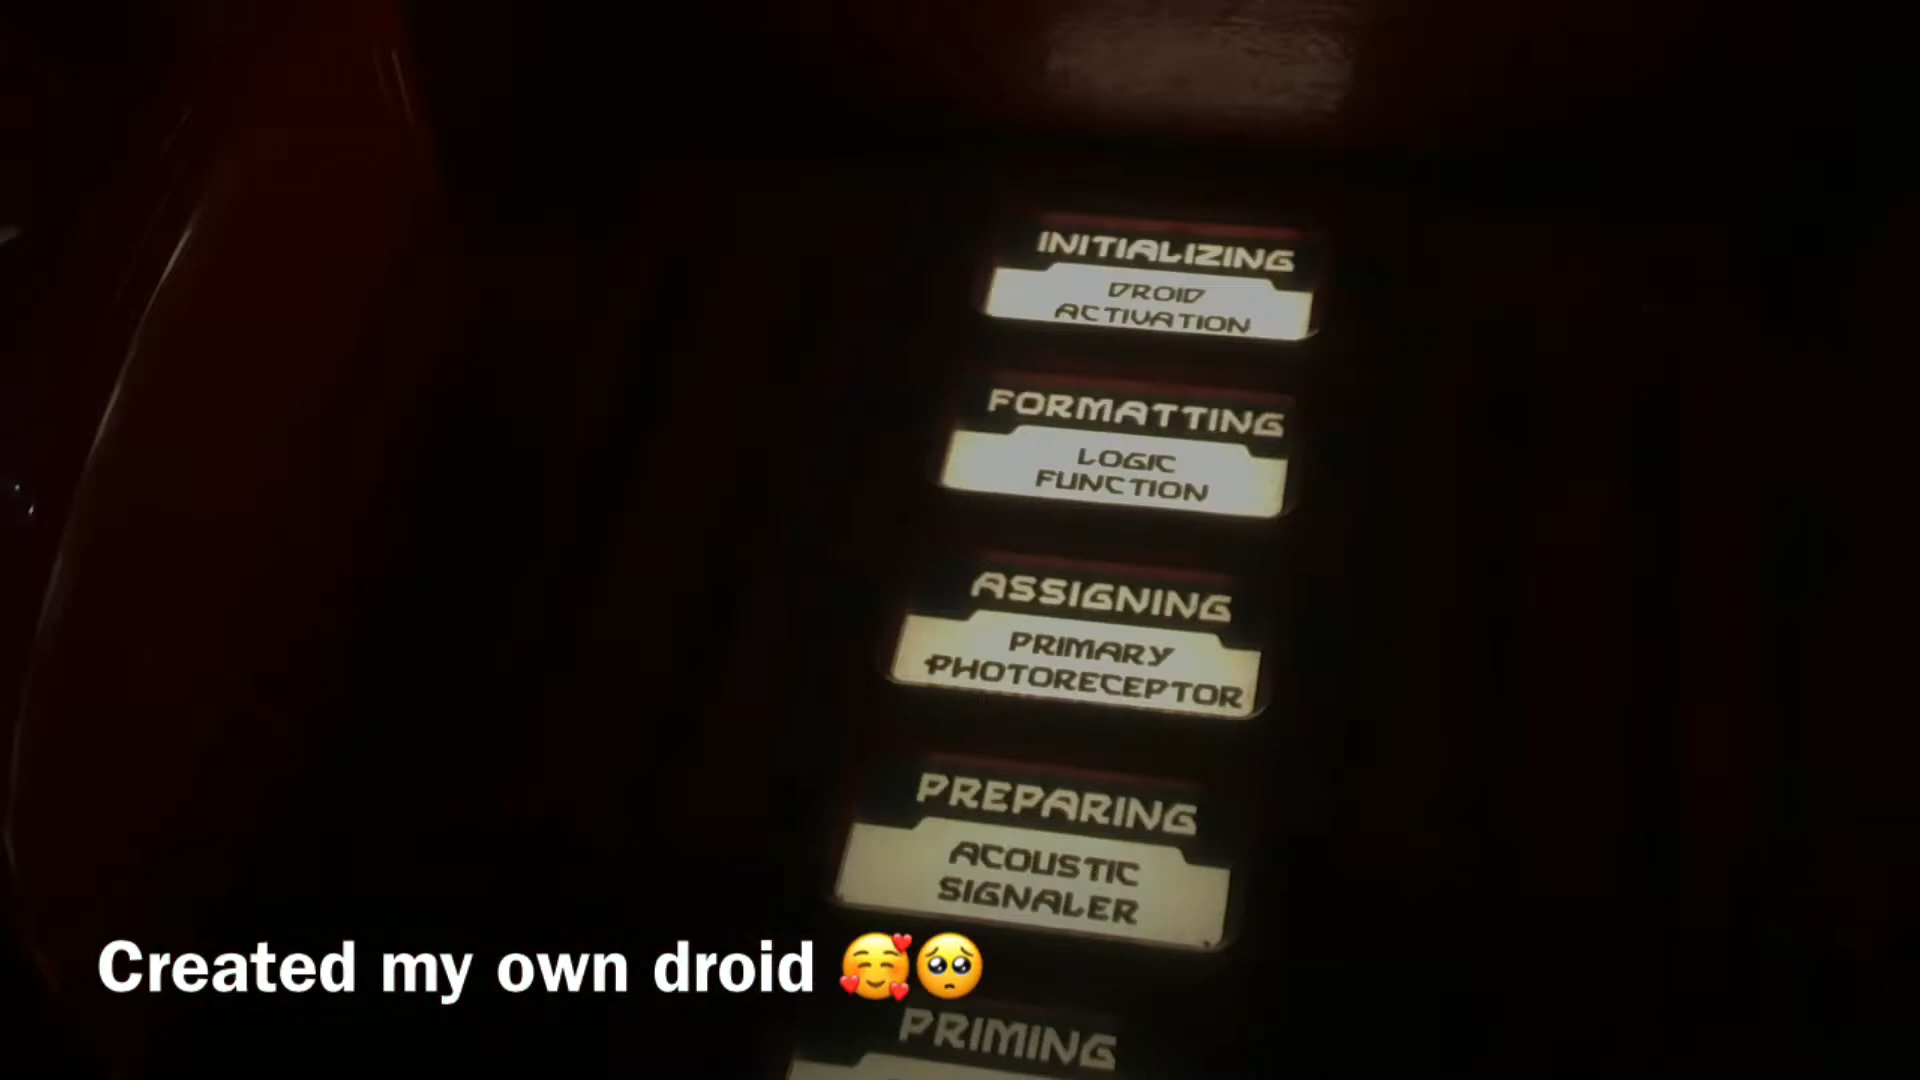 INITIALIZING
DROID
ACTIVATION
FORMATTING
LOGIC
FUNCTION
ASSIGNING
PRIMARY
PHOTORECEPTOR
PREPARING
ACOUSTIC
SIGNALER
Created my own droid 🥰🥺
PRIMING